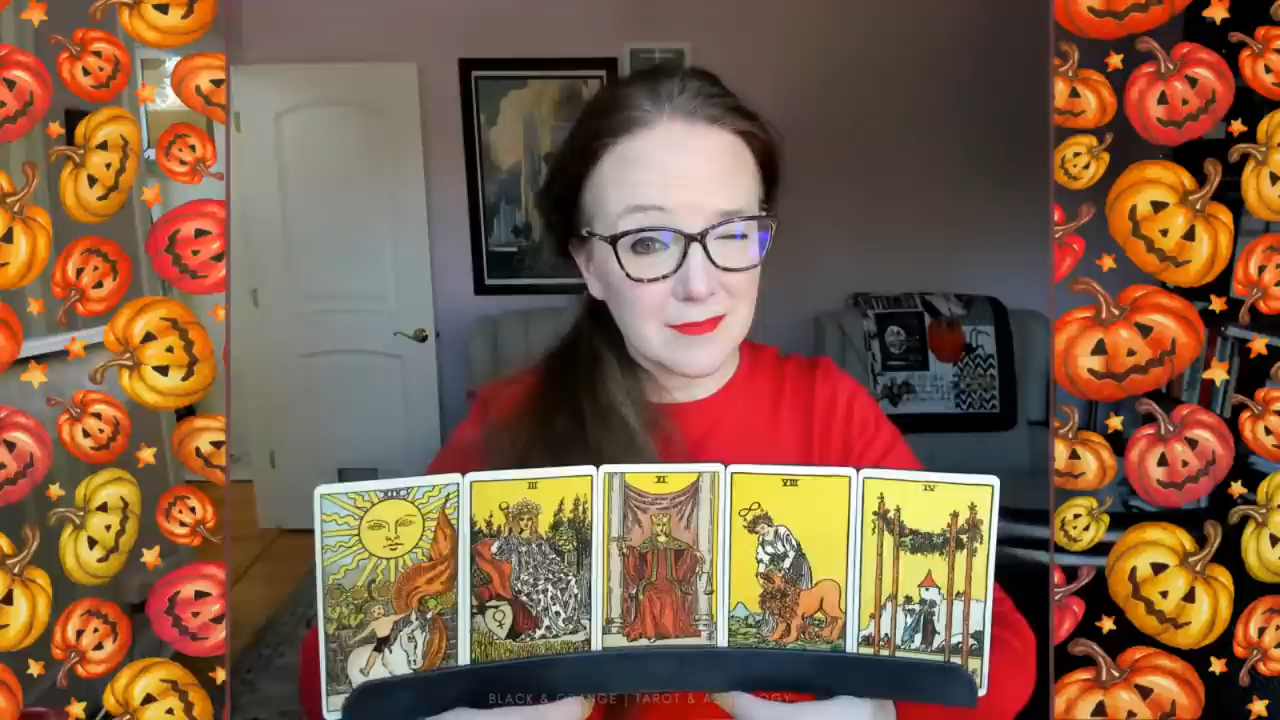 XIX
III
XI
VIII
IV
BLACK & ORANGE | TAROT & ASTROLOGY